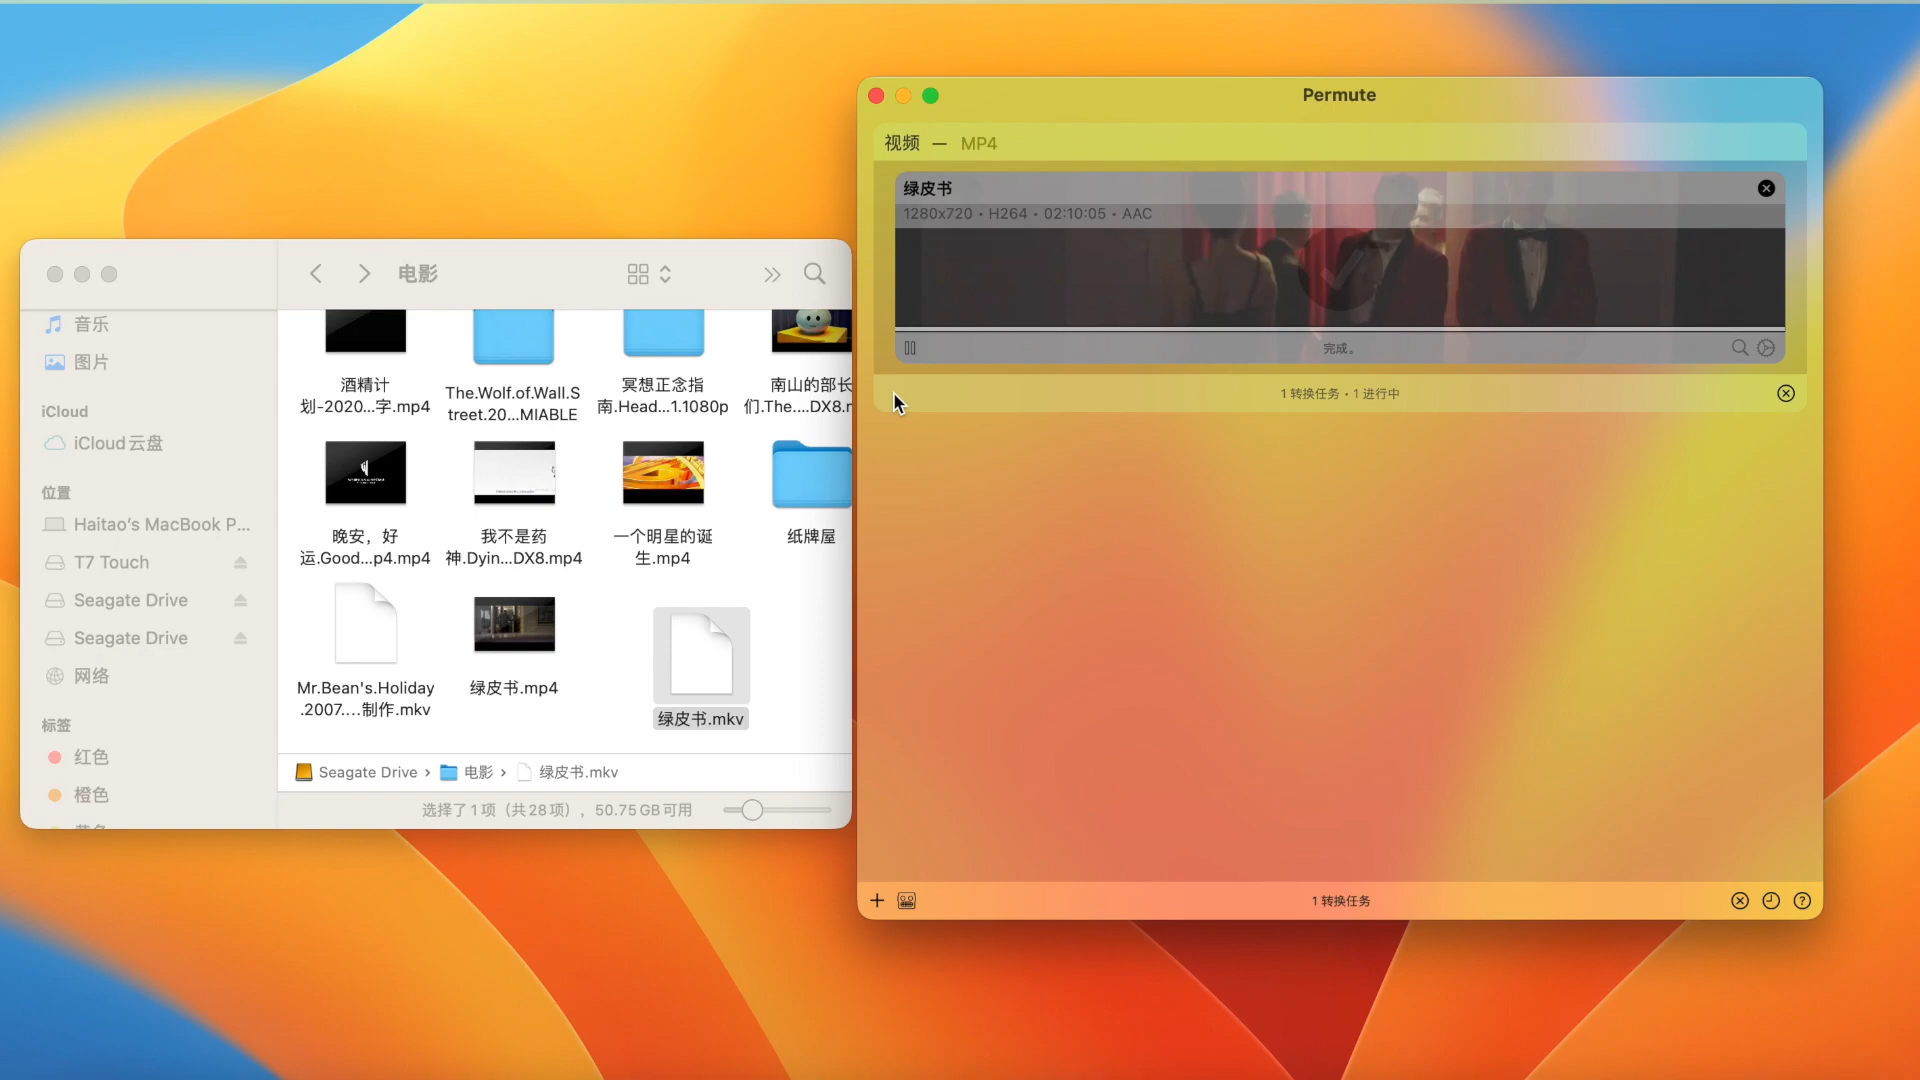 Permute
视频 — MP4
绿皮书
1280x720 • H264 • 02:10:05 • AAC
完成。
1 转换任务 • 1 进行中
1 转换任务
电影
音乐
图片
iCloud
iCloud云盘
位置
Haitao’s MacBook P...
T7 Touch
Seagate Drive
Seagate Drive
网络
标签
红色
橙色
酒精计
划-2020...字.mp4
The.Wolf.of.Wall.S
treet.20...MIABLE
冥想正念指
南.Head...1.1080p
南山的部长
们.The....DX8.r
晚安，好
运.Good...p4.mp4
我不是药
神.Dyin...DX8.mp4
一个明星的诞
生.mp4
纸牌屋
Mr.Bean's.Holiday
.2007....制作.mkv
绿皮书.mp4
绿皮书.mkv
Seagate Drive › 电影 › 绿皮书.mkv
选择了1项（共28项），50.75 GB可用